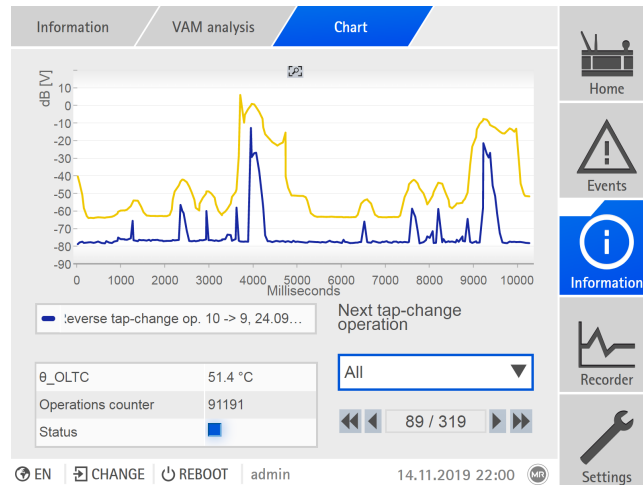 Information
VAM analysis
Chart
Home
Events
Information
Recorder
Settings
dB [V]
10
0
-10
-20
-30
-40
-50
-60
-70
-80
-90
0 1000 2000 3000 4000 5000 6000 7000 8000 9000 10000
Milliseconds
everse tap-change op. 10 -> 9, 24.09...
Next tap-change
operation
All
θ_OLTC 51.4 °C
Operations counter 91191
Status
89 / 319
EN CHANGE REBOOT admin 14.11.2019 22:00 MR